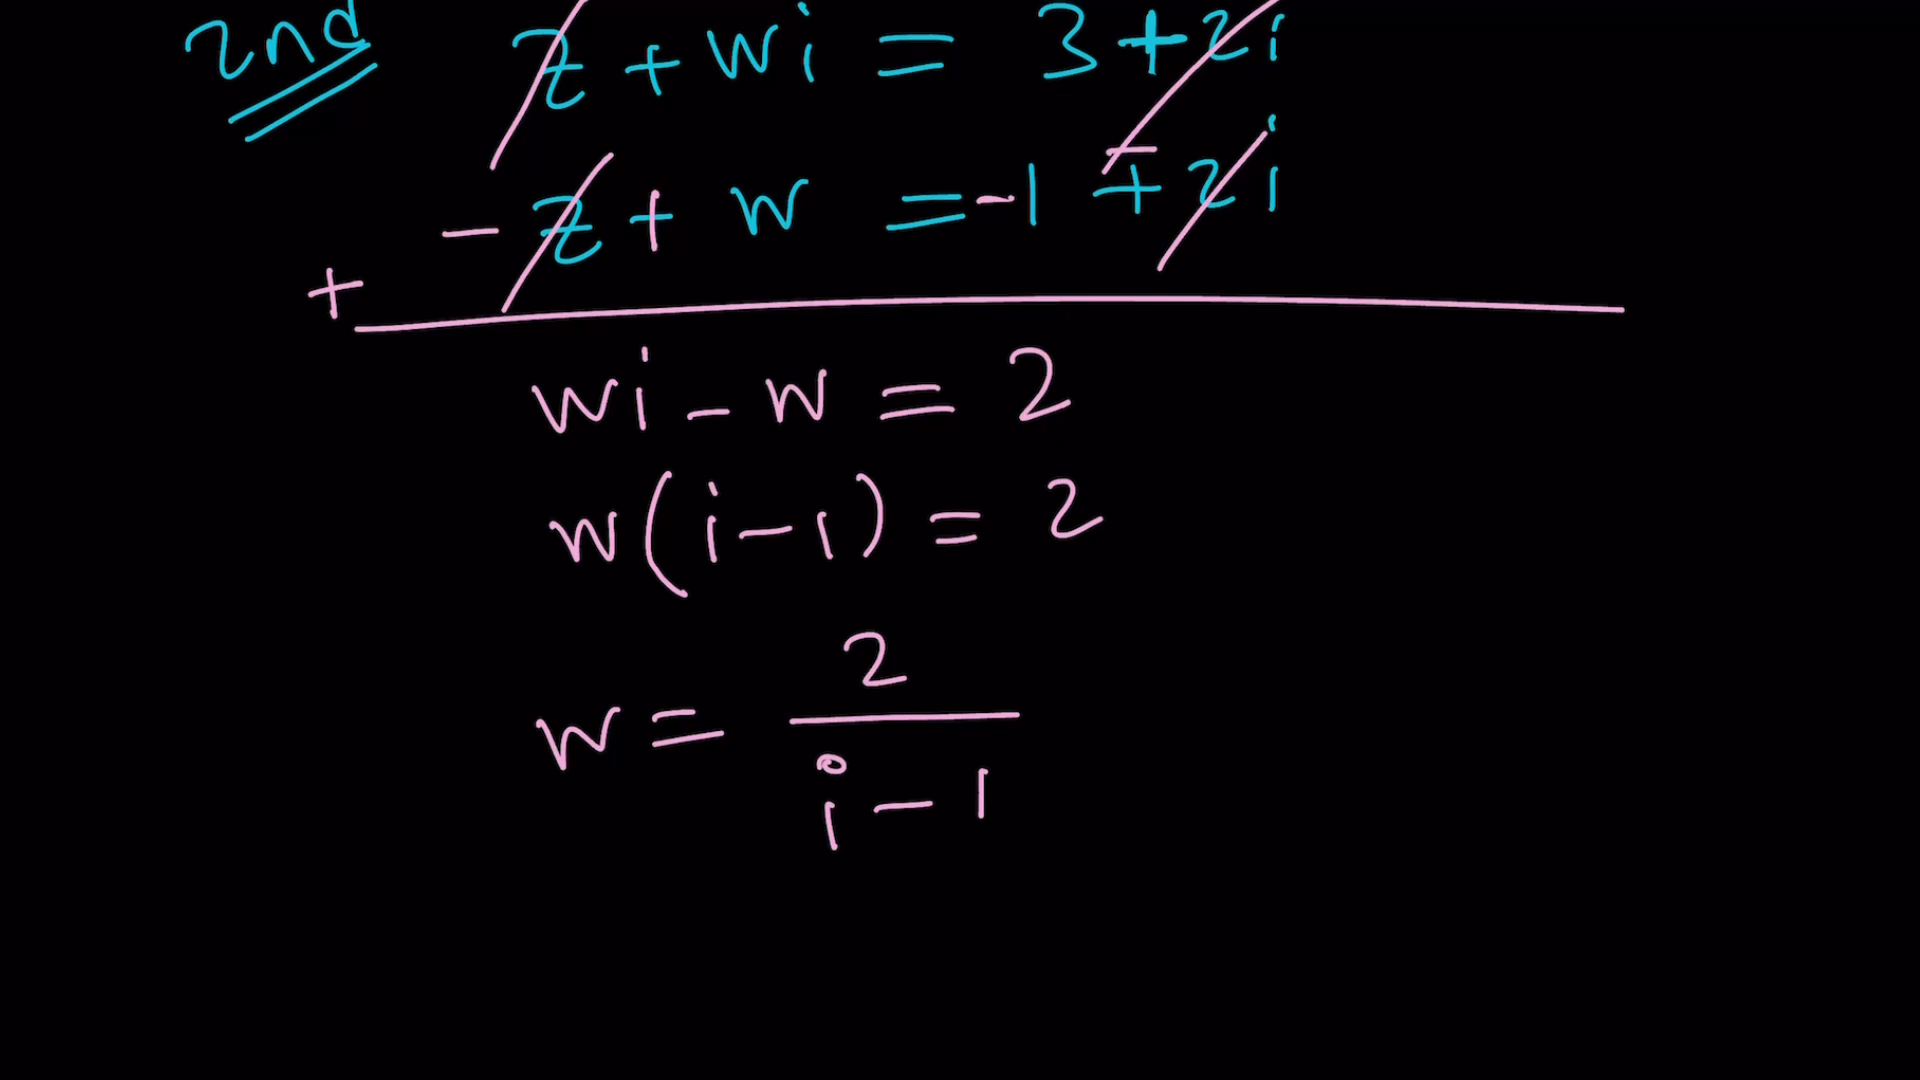 2nd z + wi = 3 + 2i
- z + w = -1 + 2i
+
wi - w = 2
w(i-1) = 2
w = 2
i - 1